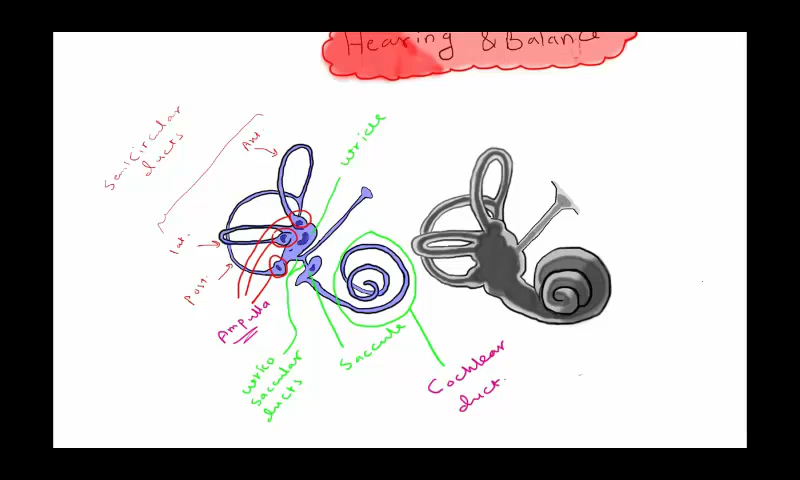 Hearing & Balance
Semicircular
ducts
Ant
utricle
lat.
Post.
Ampulla
utrico
saccular
ducts
Saccule
Cochlear
duct.